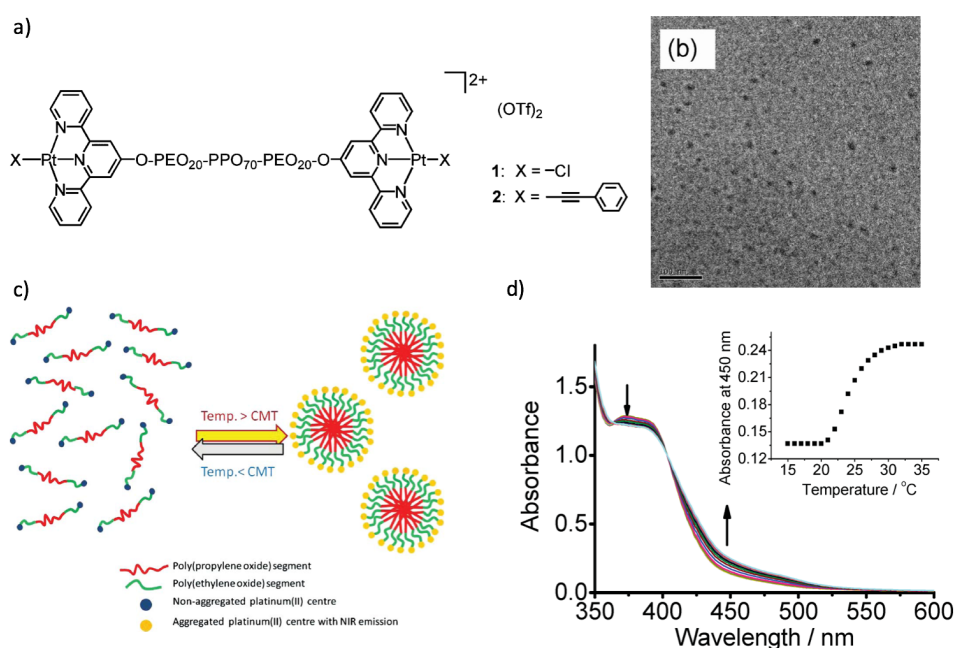 a)
2+
(OTf)2
N
N
N
X
Pt
O-PEO20-PPO70-PEO20-O
N
N
N
Pt
X
1: X = −Cl
2: X =
(b)
100 nm
c)
Temp. > CMT
Temp.< CMT
Poly(propylene oxide) segment
Poly(ethylene oxide) segment
Non-aggregated platinum(II) centre
Aggregated platinum(II) centre with NIR emission
d)
Absorbance
1.5
1.0
0.5
0.0
350 400 450 500 550 600
Wavelength / nm
Absorbance at 450 nm
0.24
0.21
0.18
0.15
0.12
15 20 25 30 35
Temperature / °C